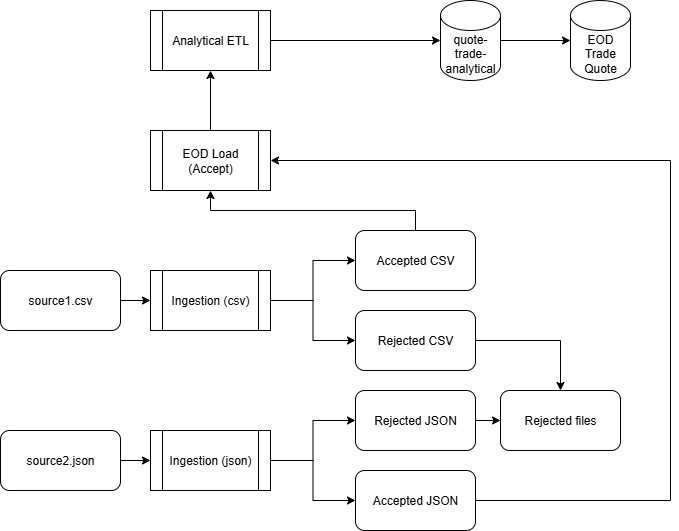 Analytical ETL
quote-
trade-
analytical
EOD
Trade
Quote
EOD Load
(Accept)
Accepted CSV
source1.csv
Ingestion (csv)
Rejected CSV
Rejected JSON
Rejected files
source2.json
Ingestion (json)
Accepted JSON